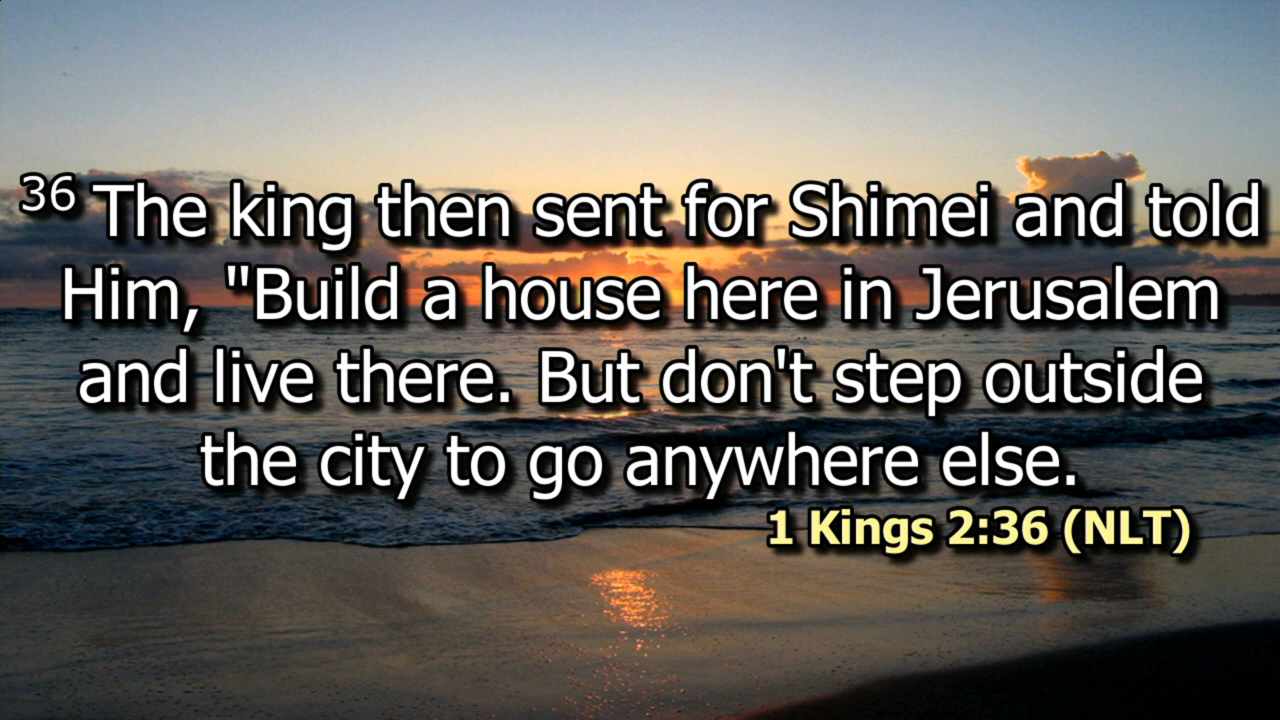 36 The king then sent for Shimei and told
Him, "Build a house here in Jerusalem
and live there. But don't step outside
the city to go anywhere else.
1 Kings 2:36 (NLT)